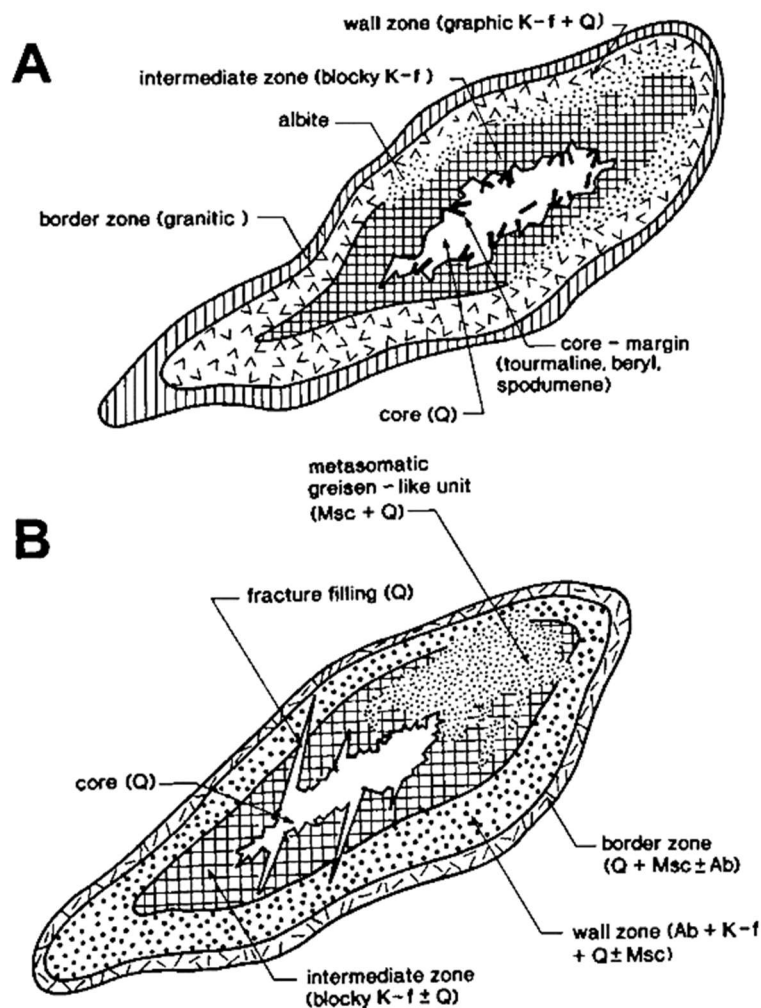 A
wall zone (graphic K-f + Q)
intermediate zone (blocky K-f)
albite
border zone (granitic )
core - margin
(tourmaline, beryl,
spodumene)
core (Q)
B
metasomatic
greisen - like unit
(Msc + Q)
fracture filling (Q)
core (Q)
border zone
(Q + Msc ± Ab)
wall zone (Ab + K-f
+ Q ± Msc)
intermediate zone
(blocky K-f ± Q)